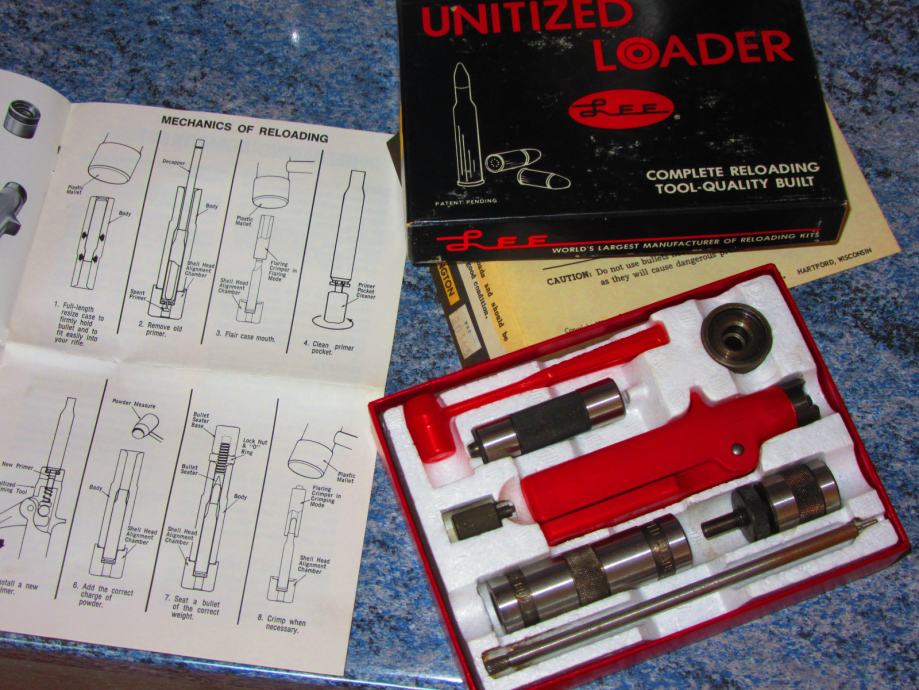 UNITIZED
LOADER
LEE
COMPLETE RELOADING
TOOL-QUALITY BUILT
PATENT PENDING
LEE WORLD'S LARGEST MANUFACTURER OF RELOADING KITS
CAUTION: Do not use bullets
as they will cause dangerous
HARTFORD, WISCONSIN
and should be
good condition.
MECHANICS OF RELOADING
Plastic
Mallet
Body
1. Full-length
resize case to
firmly hold
bullet and to
fit easily into
your rifle.
Decapper
Body
Shell Head
Alignment
Chamber
Spent
Primer
2. Remove old
primer.
Plastic
Mallet
Flaring
Crimper in
Flaring
Mode
Shell Head
Alignment
Chamber
3. Flair case mouth.
Primer
Pocket
Cleaner
4. Clean primer
pocket.
New Primer
Tool
a new
Powder Measure
Body
Shell Head
Alignment
Chamber
6. Add the correct
charge of
powder.
Bullet
Seater
Base
Lock Nut
& "O"
Ring
Bullet
Seater
Body
Shell Head
Alignment
Chamber
7. Seat a bullet
of the correct
weight.
Plastic
Mallet
Flaring
Crimper in
Crimping
Mode
Shell Head
Alignment
Chamber
8. Crimp when
necessary.